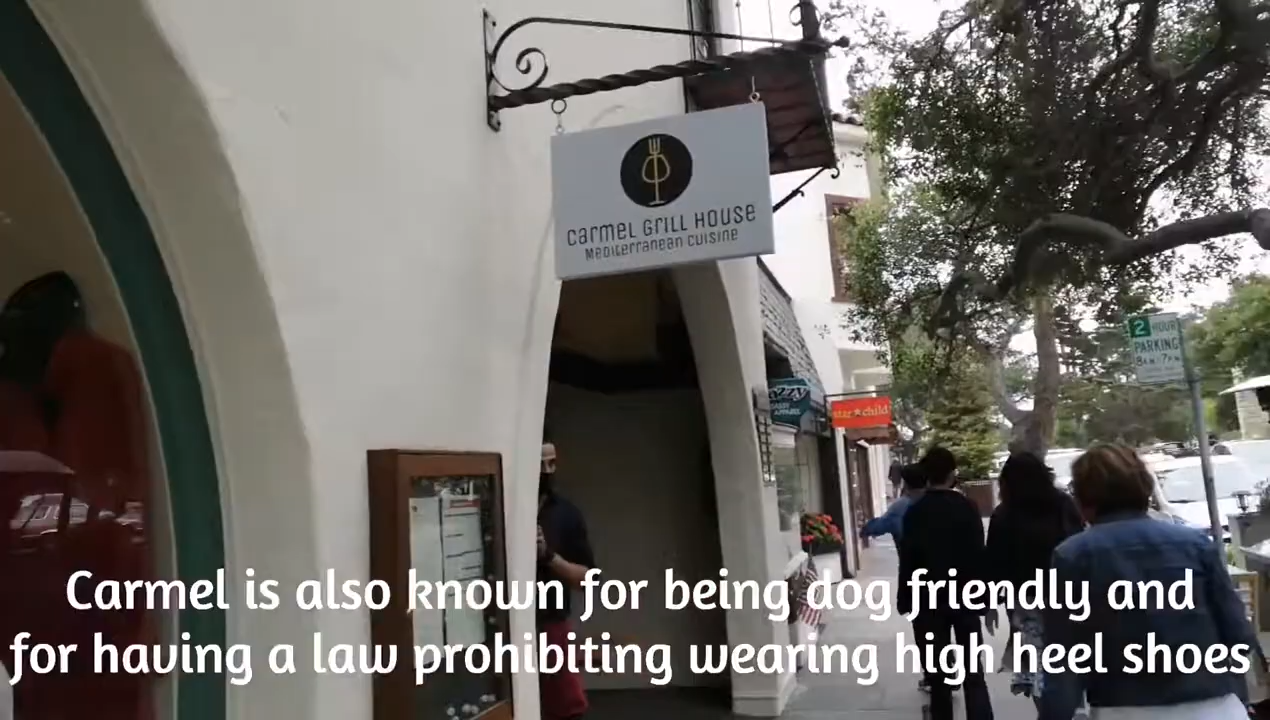 Carmel Grill House
Mediterranean Cuisine
star★child
2 HOUR
PARKING
8AM-7PM
Carmel is also known for being dog friendly and
for having a law prohibiting wearing high heel shoes